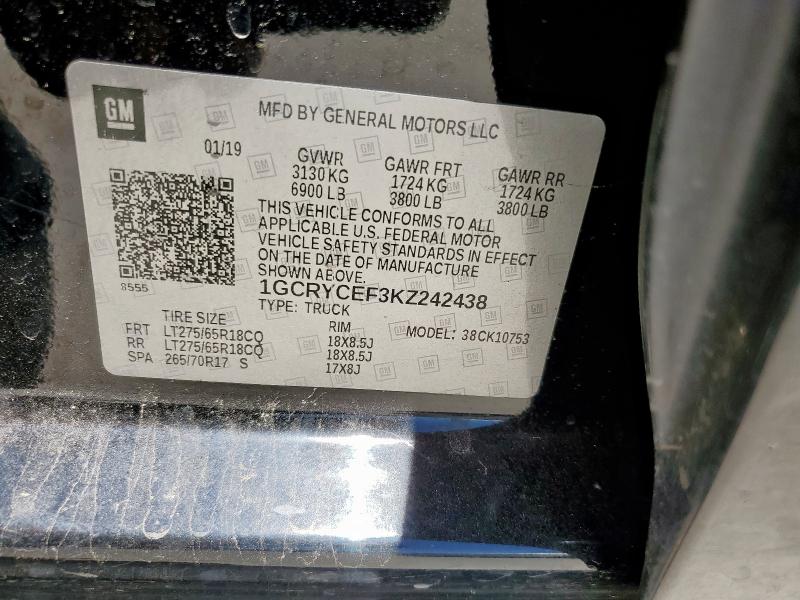 GM
MFD BY GENERAL MOTORS LLC
01/19
GVWR GAWR FRT GAWR RR
3130 KG 1724 KG 1724 KG
6900 LB 3800 LB 3800 LB
THIS VEHICLE CONFORMS TO ALL
APPLICABLE U.S. FEDERAL MOTOR
VEHICLE SAFETY STANDARDS IN EFFECT
ON THE DATE OF MANUFACTURE
SHOWN ABOVE.
8555
1GCRYCEF3KZ242438
TYPE: TRUCK
TIRE SIZE RIM MODEL: 38CK10753
FRT LT275/65R18CQ 18X8.5J
RR LT275/65R18CQ 18X8.5J
SPA 265/70R17 S 17X8J